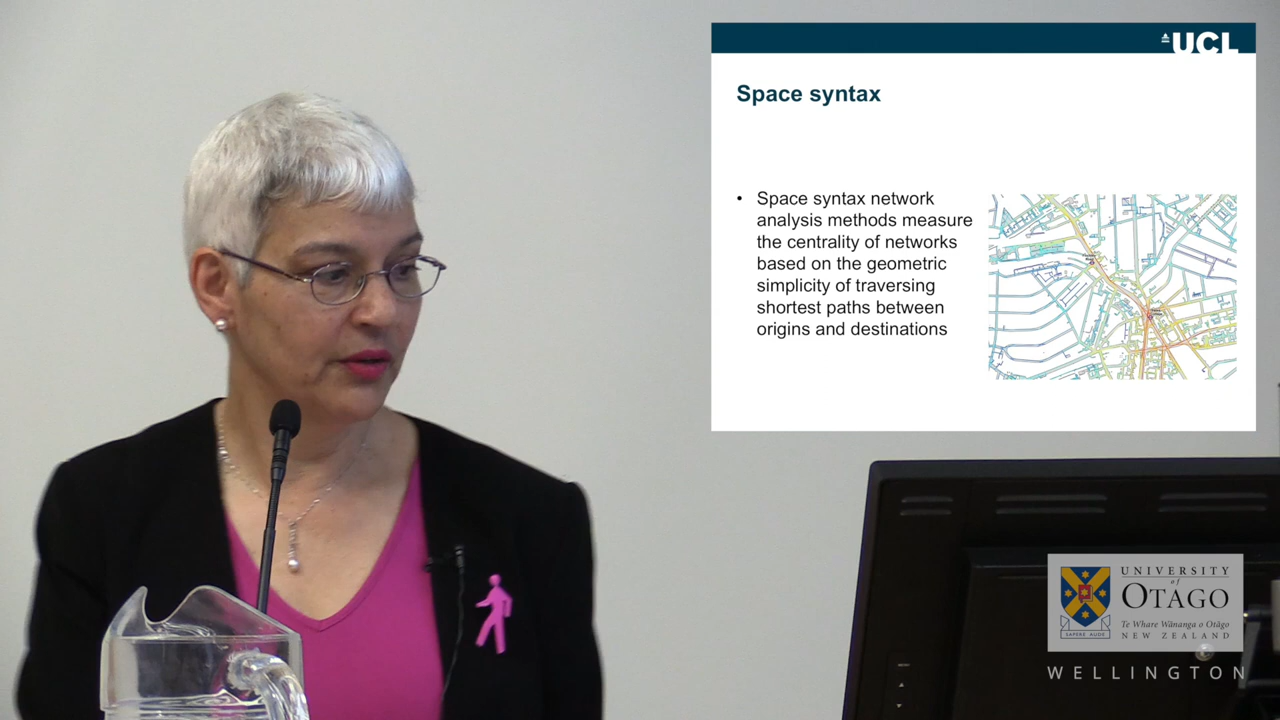 UCL
Space syntax
• Space syntax network
analysis methods measure
the centrality of networks
based on the geometric
simplicity of traversing
shortest paths between
origins and destinations
UNIVERSITY
of
OTAGO
Te Whare Wānanga o Otāgo
NEW ZEALAND
SAPERE AUDE
WELLINGTON